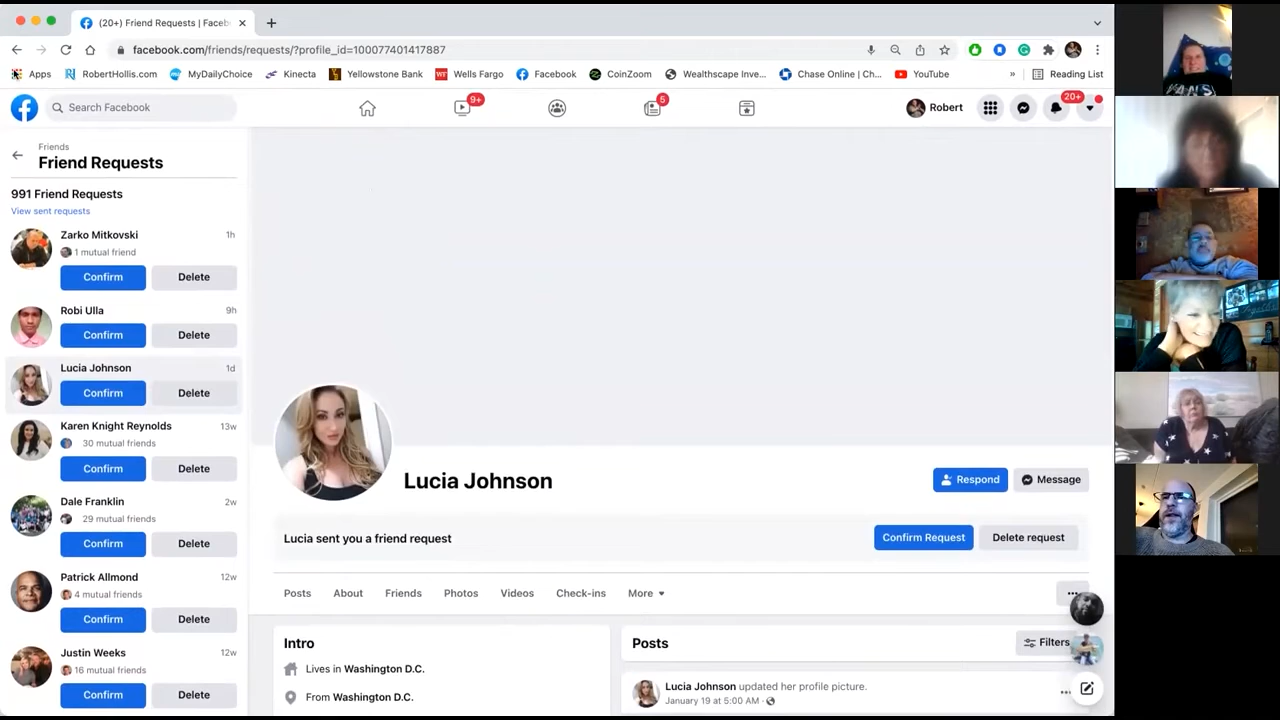 (20+) Friend Requests | Faceb
facebook.com/friends/requests/?profile_id=100077401417887
Apps RobertHollis.com MyDailyChoice Kinecta Yellowstone Bank Wells Fargo Facebook CoinZoom Wealthscape Inve... Chase Online | Ch... YouTube » Reading List
Search Facebook 9+ 5 Robert 20+
Friends
Friend Requests
991 Friend Requests
View sent requests
Zarko Mitkovski 1h
1 mutual friend
Confirm Delete
Robi Ulla 9h
Confirm Delete
Lucia Johnson 1d
Confirm Delete
Karen Knight Reynolds 13w
30 mutual friends
Confirm Delete
Dale Franklin 2w
29 mutual friends
Confirm Delete
Patrick Allmond 12w
4 mutual friends
Confirm Delete
Justin Weeks 12w
16 mutual friends
Confirm Delete
Lucia Johnson
Respond Message
Lucia sent you a friend request
Confirm Request Delete request
Posts About Friends Photos Videos Check-ins More
Intro
Lives in Washington D.C.
From Washington D.C.
Posts
Filters
Lucia Johnson updated her profile picture.
January 19 at 5:00 AM ·